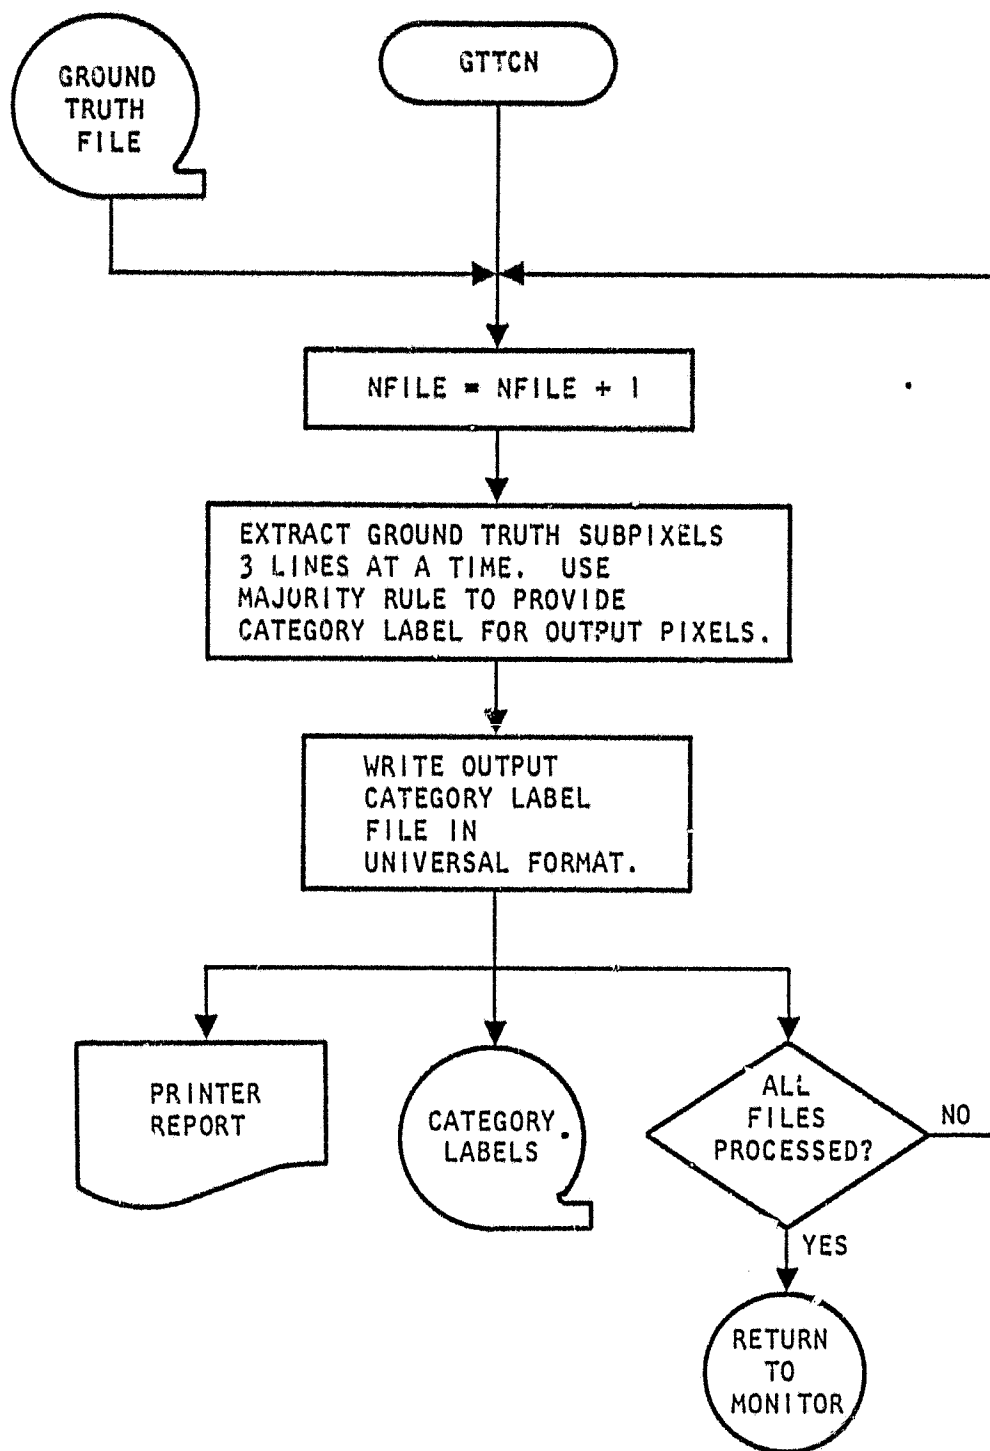 GROUND
TRUTH
FILE
GTTCN
NFILE = NFILE + 1
EXTRACT GROUND TRUTH SUBPIXELS
3 LINES AT A TIME. USE
MAJORITY RULE TO PROVIDE
CATEGORY LABEL FOR OUTPUT PIXELS.
WRITE OUTPUT
CATEGORY LABEL
FILE IN
UNIVERSAL FORMAT.
PRINTER
REPORT
CATEGORY
LABELS
ALL
FILES
PROCESSED?
NO
YES
RETURN
TO
MONITOR